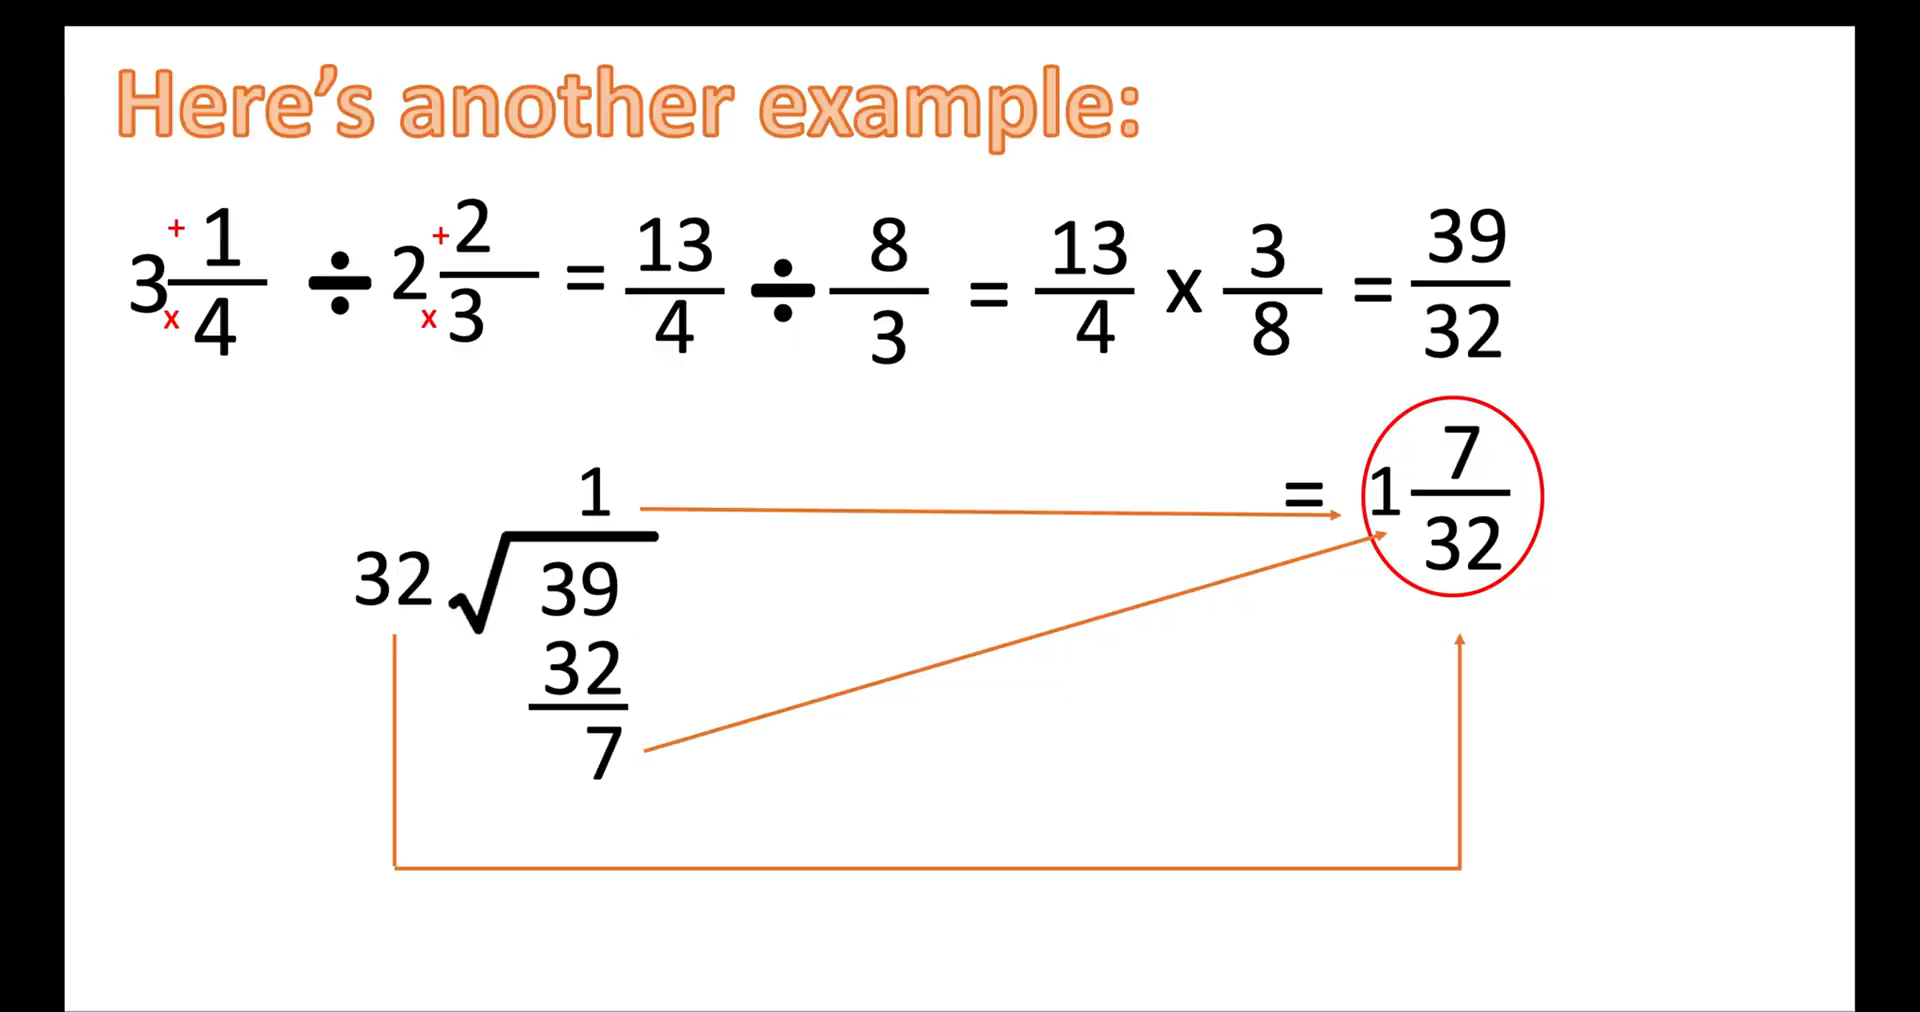 Here's another example:
3 + x 1/4 ÷ 2 + x 2/3 = 13/4 ÷ 8/3 = 13/4 x 3/8 = 39/32
= 1 7/32
1
32 √ 39
32
7